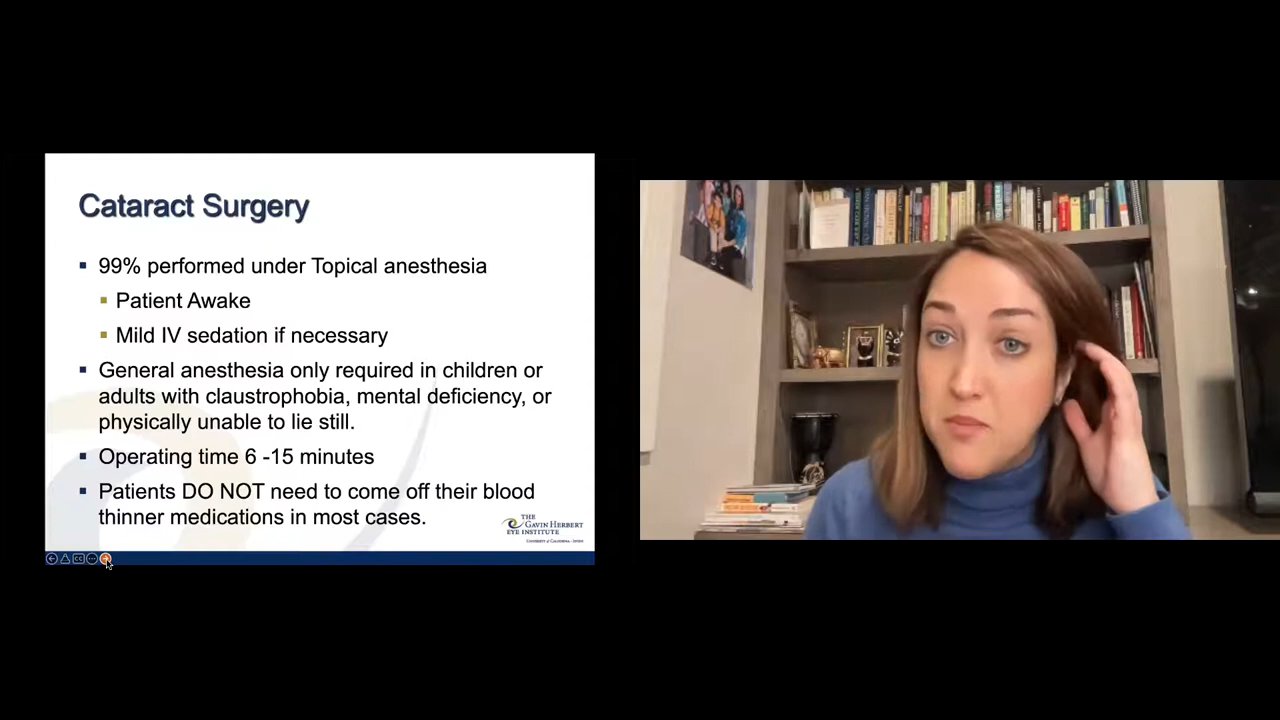 Cataract Surgery
99% performed under Topical anesthesia
Patient Awake
Mild IV sedation if necessary
General anesthesia only required in children or
adults with claustrophobia, mental deficiency, or
physically unable to lie still.
Operating time 6 -15 minutes
Patients DO NOT need to come off their blood
thinner medications in most cases.
THE
GAVIN HERBERT
EYE INSTITUTE